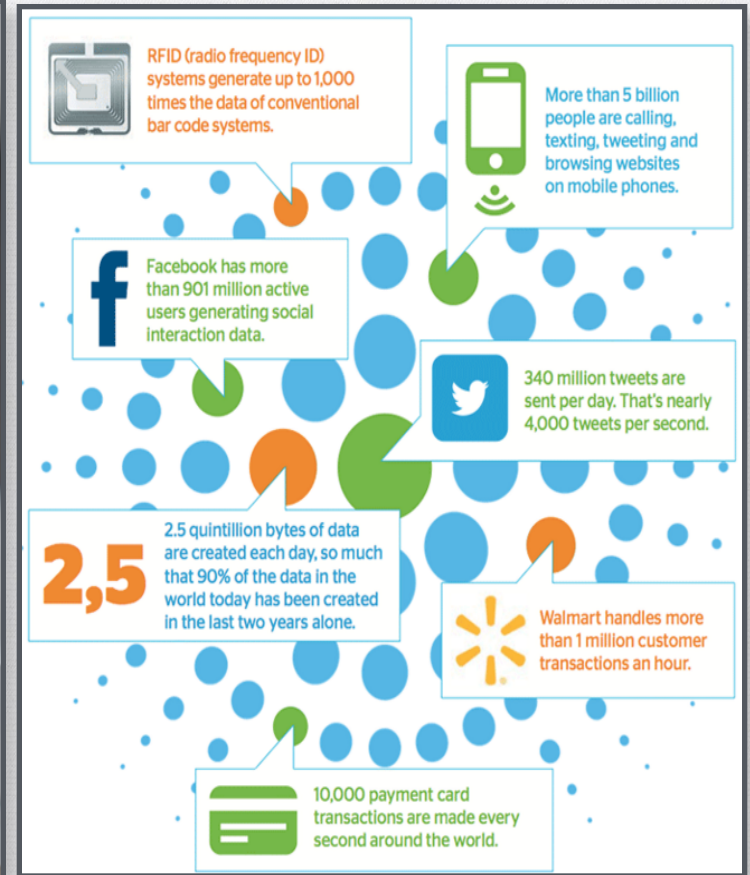 RFID (radio frequency ID)
systems generate up to 1,000
times the data of conventional
bar code systems.
More than 5 billion
people are calling,
texting, tweeting and
browsing websites
on mobile phones.
f
Facebook has more
than 901 million active
users generating social
interaction data.
340 million tweets are
sent per day. That's nearly
4,000 tweets per second.
2,5
2.5 quintillion bytes of data
are created each day, so much
that 90% of the data in the
world today has been created
in the last two years alone.
Walmart handles more
than 1 million customer
transactions an hour.
10,000 payment card
transactions are made every
second around the world.